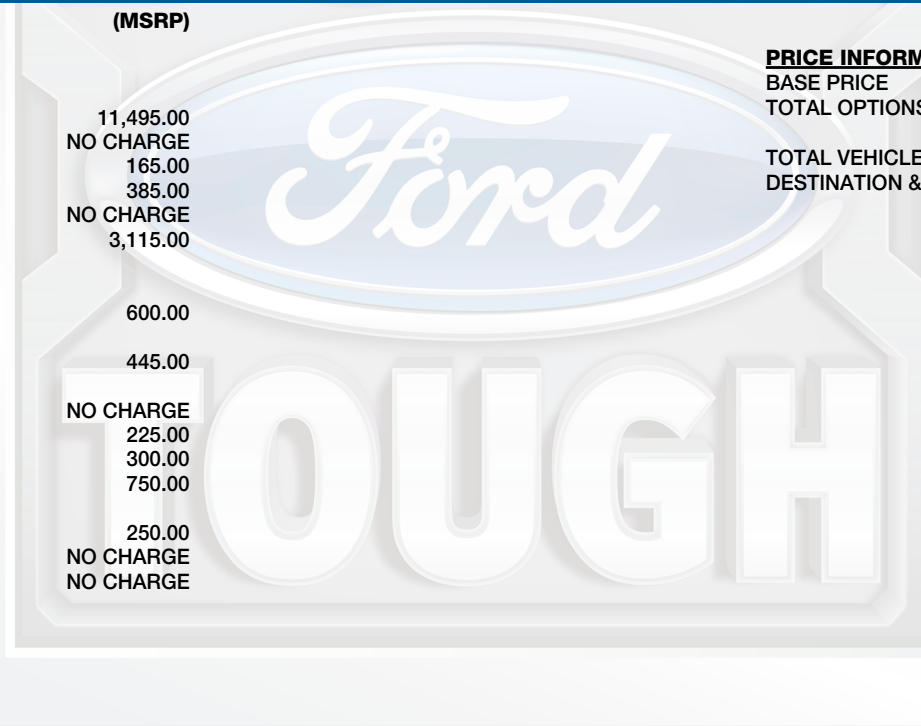 (MSRP)
11,495.00
NO CHARGE
165.00
385.00
NO CHARGE
3,115.00
600.00
445.00
NO CHARGE
225.00
300.00
750.00
250.00
NO CHARGE
NO CHARGE
PRICE INFORM
BASE PRICE
TOTAL OPTIONS
TOTAL VEHICLE
DESTINATION &
Ford
TOUGH